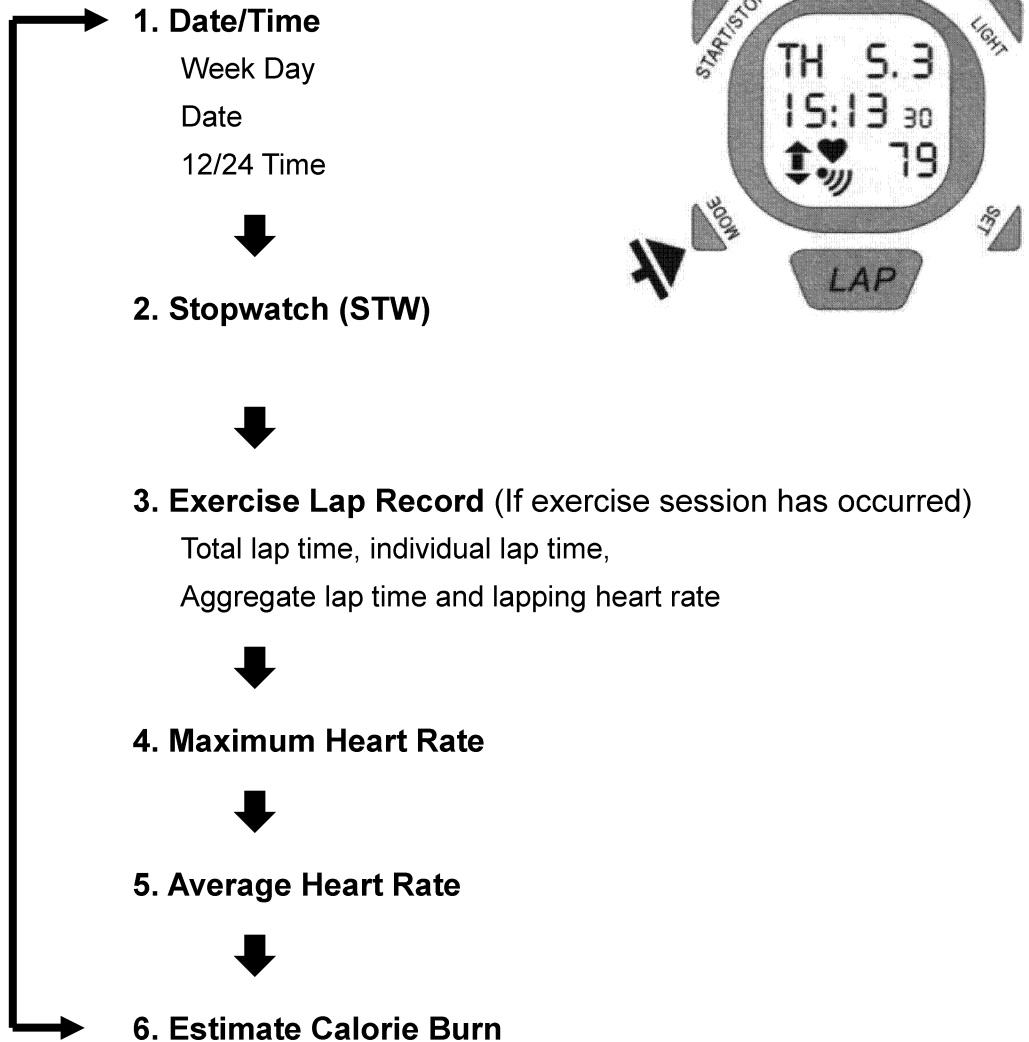 1. Date/Time
Week Day
Date
12/24 Time
2. Stopwatch (STW)
3. Exercise Lap Record (If exercise session has occurred)
Total lap time, individual lap time,
Aggregate lap time and lapping heart rate
4. Maximum Heart Rate
5. Average Heart Rate
6. Estimate Calorie Burn
START/STOP
LIGHT
TH 5. 3
15:13 30
79
MODE
SET
LAP